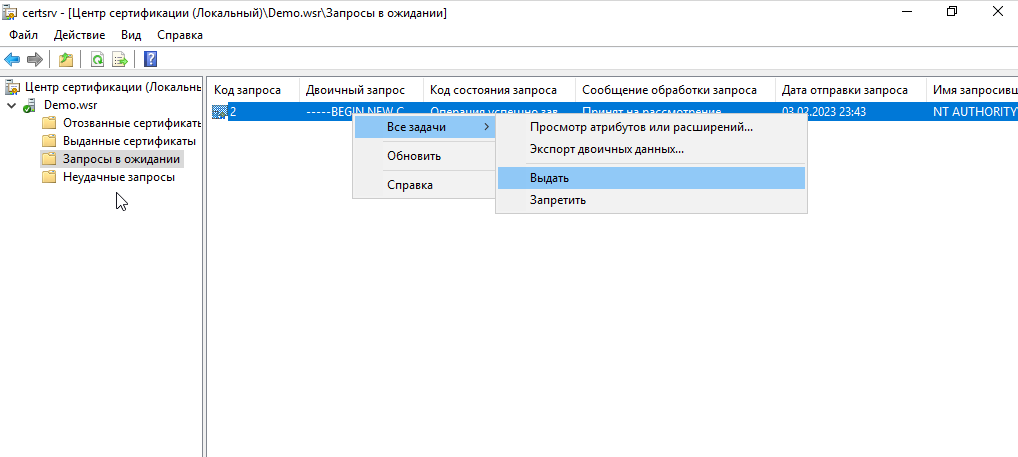 certsrv - [Центр сертификации (Локальный)\Demo.wsr\Запросы в ожидании]
Файл Действие Вид Справка
Центр сертификации (Локальн
Demo.wsr
Отозванные сертификаты
Выданные сертификаты
Запросы в ожидании
Неудачные запросы
Код запроса Двоичный запрос Код состояния запроса Сообщение обработки запроса Дата отправки запроса Имя запросивш
2 -----BEGIN NEW C... Операция успешно зав... Принят на рассмотрение 03.02.2023 23:43 NT AUTHORITY
Все задачи
Обновить
Справка
Просмотр атрибутов или расширений...
Экспорт двоичных данных...
Выдать
Запретить